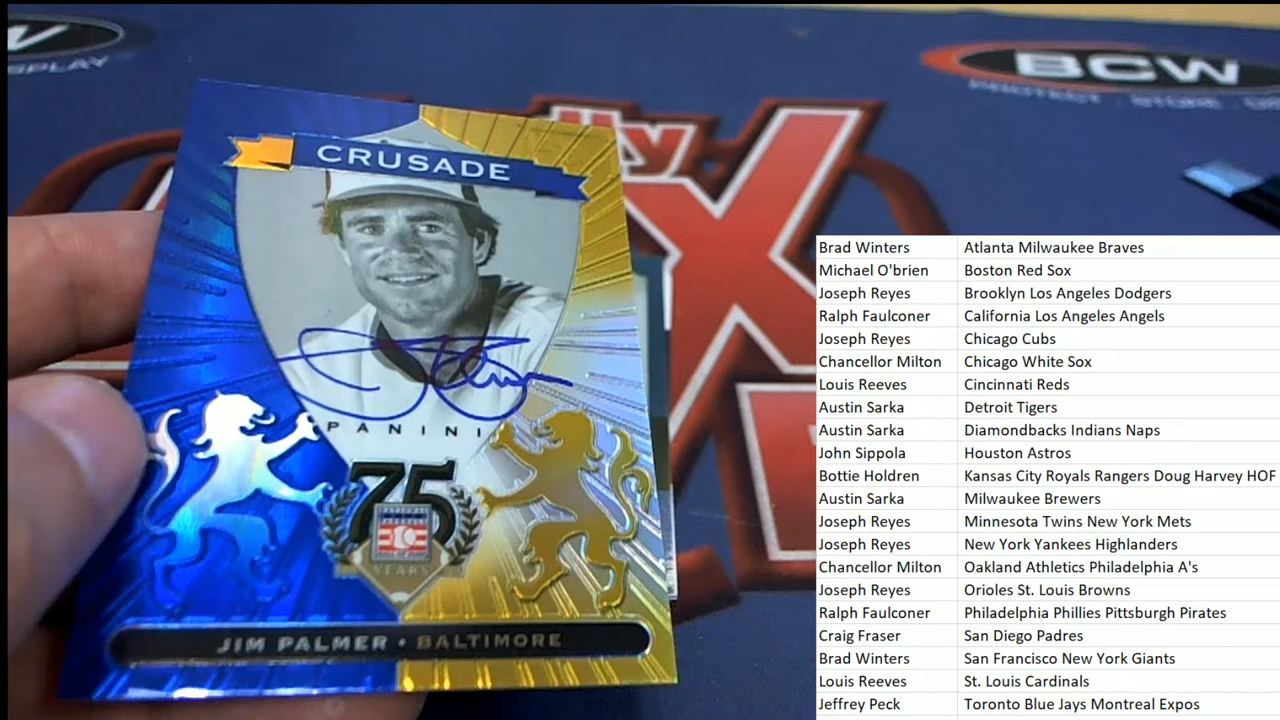 DISPLAY
BCW
PROTECT · STORE ·
CRUSADE
PANINI
75
YEARS
JIM PALMER • BALTIMORE
Brad Winters Atlanta Milwaukee Braves
Michael O'brien Boston Red Sox
Joseph Reyes Brooklyn Los Angeles Dodgers
Ralph Faulconer California Los Angeles Angels
Joseph Reyes Chicago Cubs
Chancellor Milton Chicago White Sox
Louis Reeves Cincinnati Reds
Austin Sarka Detroit Tigers
Austin Sarka Diamondbacks Indians Naps
John Sippola Houston Astros
Bottie Holdren Kansas City Royals Rangers Doug Harvey HOF
Austin Sarka Milwaukee Brewers
Joseph Reyes Minnesota Twins New York Mets
Joseph Reyes New York Yankees Highlanders
Chancellor Milton Oakland Athletics Philadelphia A's
Joseph Reyes Orioles St. Louis Browns
Ralph Faulconer Philadelphia Phillies Pittsburgh Pirates
Craig Fraser San Diego Padres
Brad Winters San Francisco New York Giants
Louis Reeves St. Louis Cardinals
Jeffrey Peck Toronto Blue Jays Montreal Expos